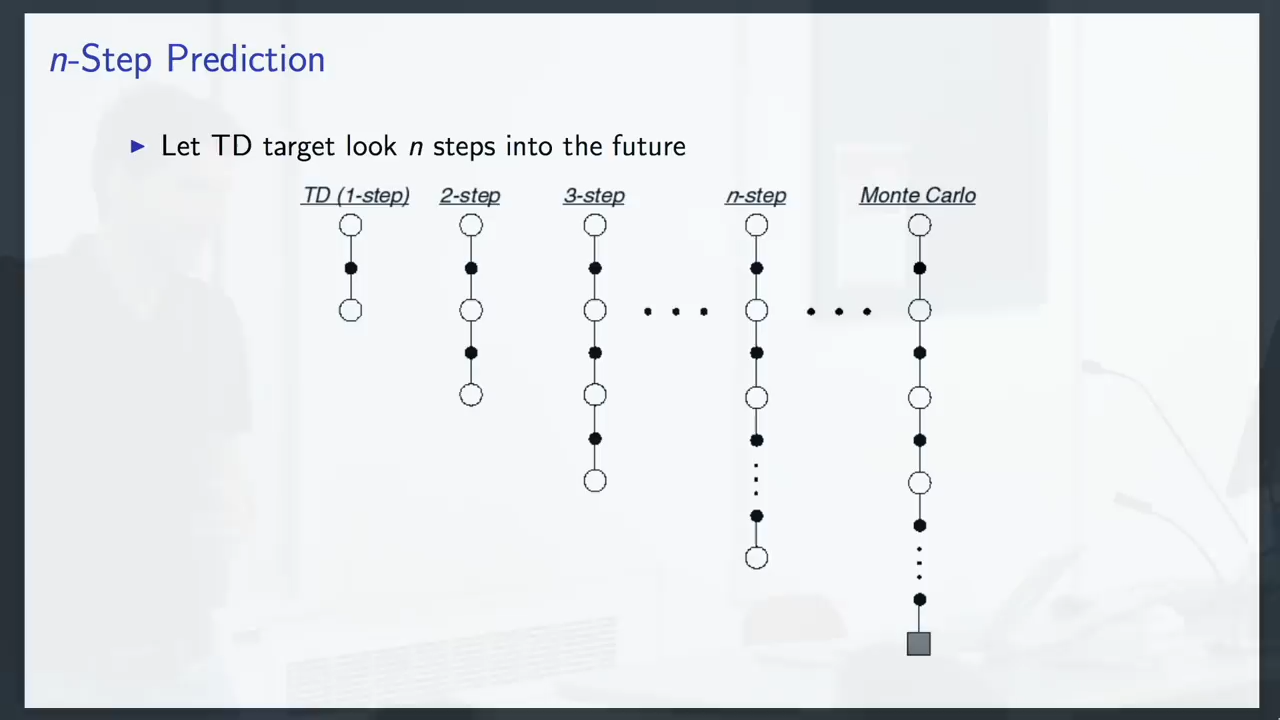 n-Step Prediction
▶ Let TD target look n steps into the future
TD (1-step) 2-step 3-step n-step Monte Carlo